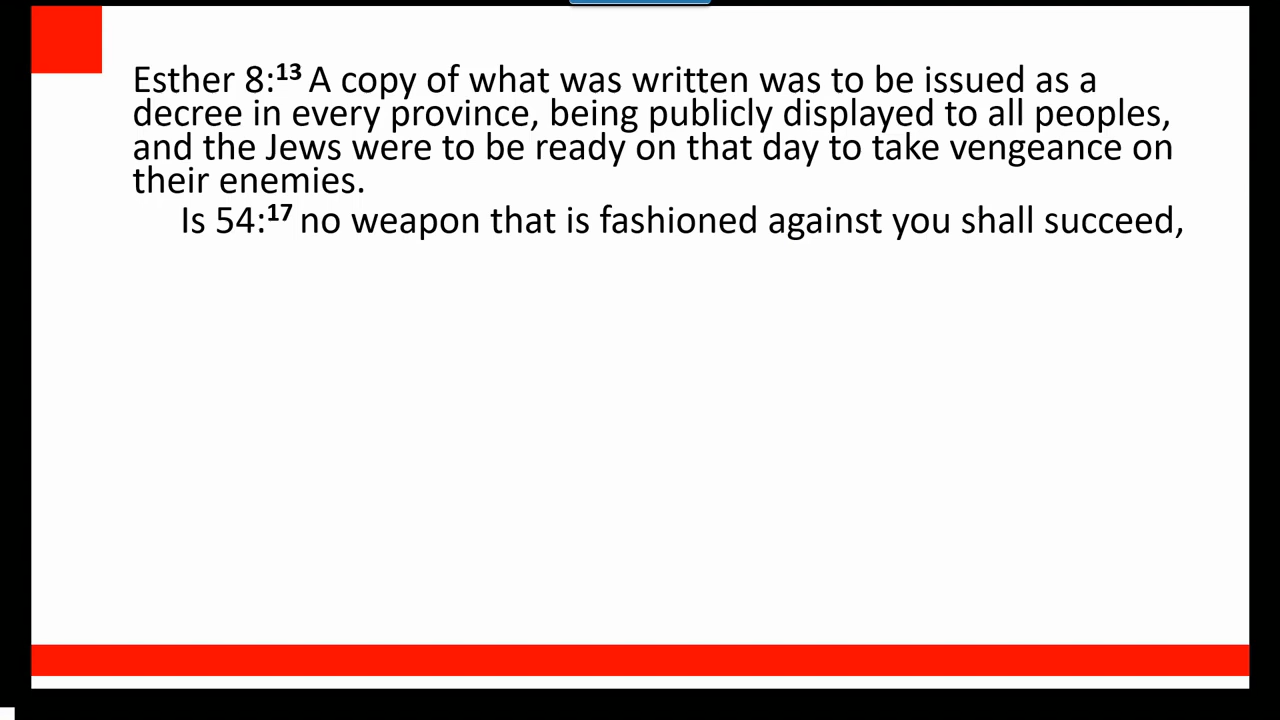 Esther 8:13 A copy of what was written was to be issued as a
decree in every province, being publicly displayed to all peoples,
and the Jews were to be ready on that day to take vengeance on
their enemies.
Is 54:17 no weapon that is fashioned against you shall succeed,